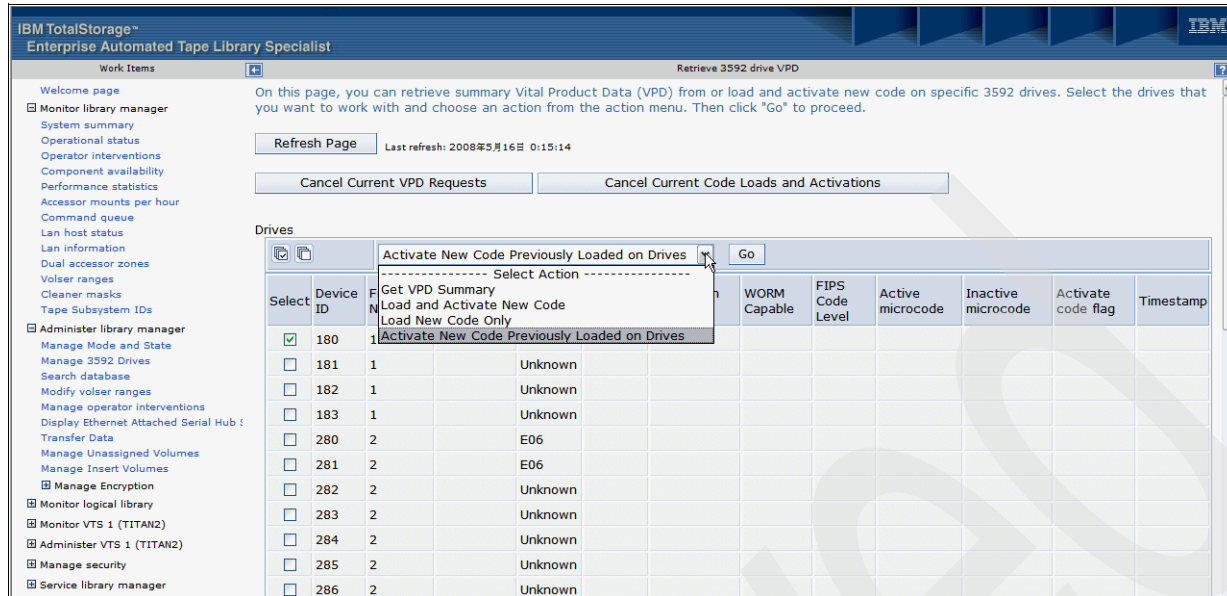 IBM TotalStorage™
Enterprise Automated Tape Library Specialist
IBM
Work Items
Retrieve 3592 drive VPD
?
Welcome page
Monitor library manager
System summary
Operational status
Operator interventions
Component availability
Performance statistics
Accessor mounts per hour
Command queue
Lan host status
Lan information
Dual accessor zones
Volser ranges
Cleaner masks
Tape Subsystem IDs
Administer library manager
Manage Mode and State
Manage 3592 Drives
Search database
Modify volser ranges
Manage operator interventions
Display Ethernet Attached Serial Hub
Transfer Data
Manage Unassigned Volumes
Manage Insert Volumes
Manage Encryption
Monitor logical library
Monitor VTS 1 (TITAN2)
Administer VTS 1 (TITAN2)
Manage security
Service library manager
On this page, you can retrieve summary Vital Product Data (VPD) from or load and activate new code on specific 3592 drives. Select the drives that
you want to work with and choose an action from the action menu. Then click "Go" to proceed.
Refresh Page Last refresh: 2008年5月16日 0:15:14
Cancel Current VPD Requests Cancel Current Code Loads and Activations
Drives
Activate New Code Previously Loaded on Drives Go
---------------- Select Action ----------------
Get VPD Summary
Load and Activate New Code
Load New Code Only
Activate New Code Previously Loaded on Drives
Select Device ID WORM Capable FIPS Code Level Active microcode Inactive microcode Activate code flag Timestamp
180 1
181 1 Unknown
182 1 Unknown
183 1 Unknown
280 2 E06
281 2 E06
282 2 Unknown
283 2 Unknown
284 2 Unknown
285 2 Unknown
286 2 Unknown